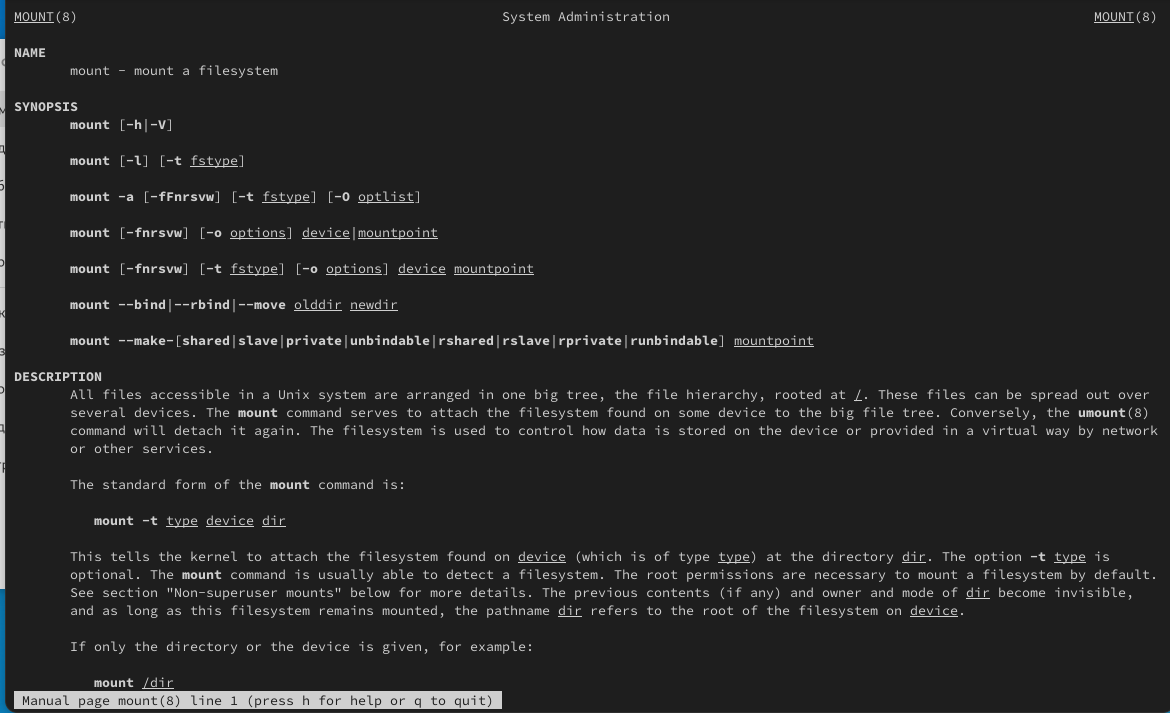 MOUNT(8) System Administration MOUNT(8)
NAME
mount - mount a filesystem
SYNOPSIS
mount [-h|-V]
mount [-l] [-t fstype]
mount -a [-fFnrsvw] [-t fstype] [-O optlist]
mount [-fnrsvw] [-o options] device|mountpoint
mount [-fnrsvw] [-t fstype] [-o options] device mountpoint
mount --bind|--rbind|--move olddir newdir
mount --make-[shared|slave|private|unbindable|rshared|rslave|rprivate|runbindable] mountpoint
DESCRIPTION
All files accessible in a Unix system are arranged in one big tree, the file hierarchy, rooted at /. These files can be spread out over
several devices. The mount command serves to attach the filesystem found on some device to the big file tree. Conversely, the umount(8)
command will detach it again. The filesystem is used to control how data is stored on the device or provided in a virtual way by network
or other services.
The standard form of the mount command is:
mount -t type device dir
This tells the kernel to attach the filesystem found on device (which is of type type) at the directory dir. The option -t type is
optional. The mount command is usually able to detect a filesystem. The root permissions are necessary to mount a filesystem by default.
See section "Non-superuser mounts" below for more details. The previous contents (if any) and owner and mode of dir become invisible,
and as long as this filesystem remains mounted, the pathname dir refers to the root of the filesystem on device.
If only the directory or the device is given, for example:
mount /dir
Manual page mount(8) line 1 (press h for help or q to quit)